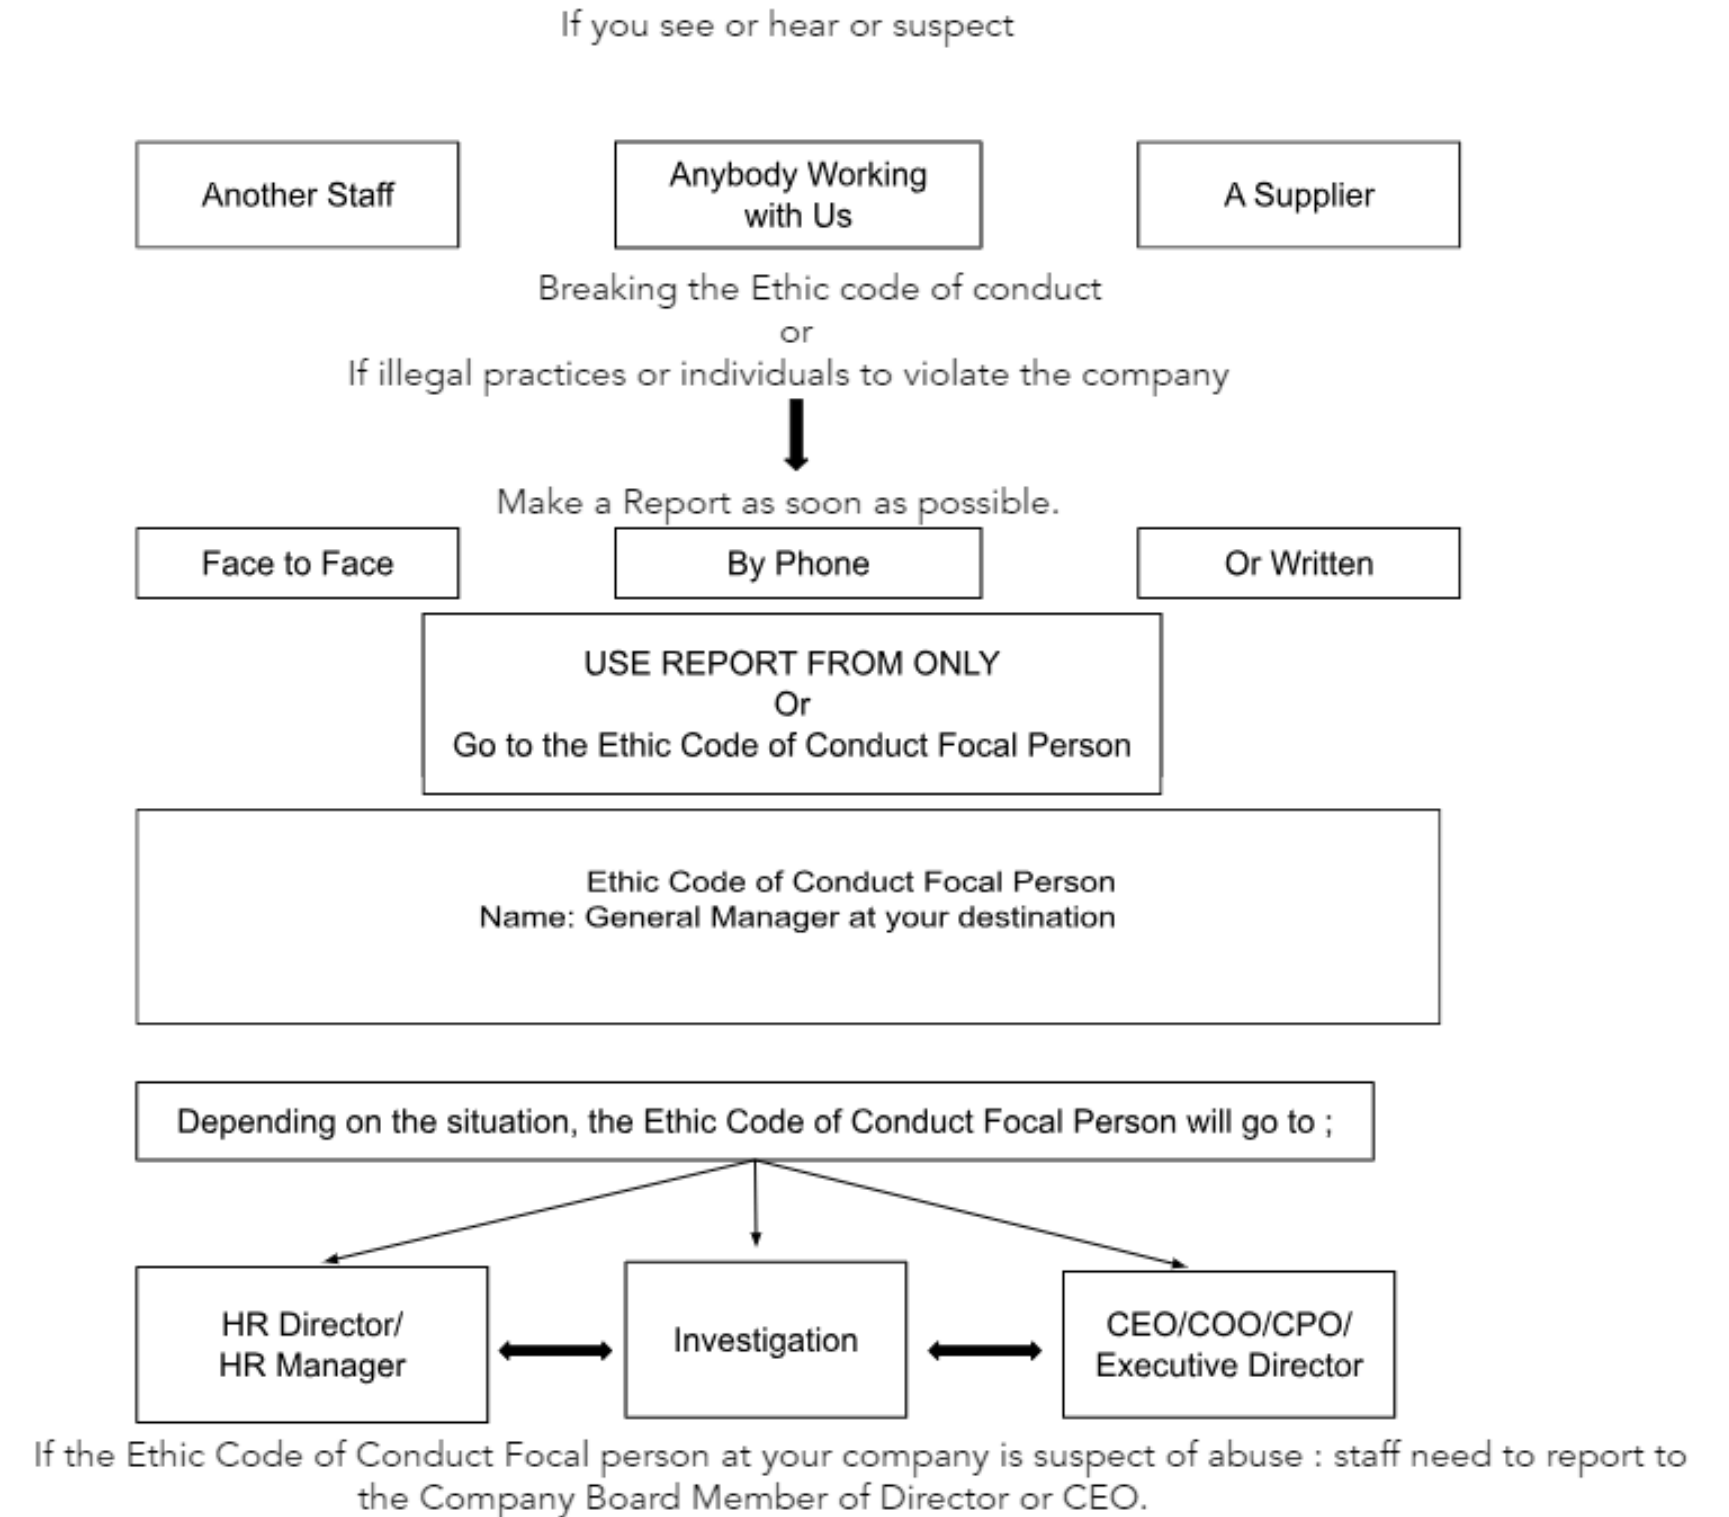 If you see or hear or suspect
Another Staff
Anybody Working
with Us
A Supplier
Breaking the Ethic code of conduct
or
If illegal practices or individuals to violate the company
Make a Report as soon as possible.
Face to Face
By Phone
Or Written
USE REPORT FROM ONLY
Or
Go to the Ethic Code of Conduct Focal Person
Ethic Code of Conduct Focal Person
Name: General Manager at your destination
Depending on the situation, the Ethic Code of Conduct Focal Person will go to ;
HR Director/
HR Manager
Investigation
CEO/COO/CPO/
Executive Director
If the Ethic Code of Conduct Focal person at your company is suspect of abuse : staff need to report to
the Company Board Member of Director or CEO.